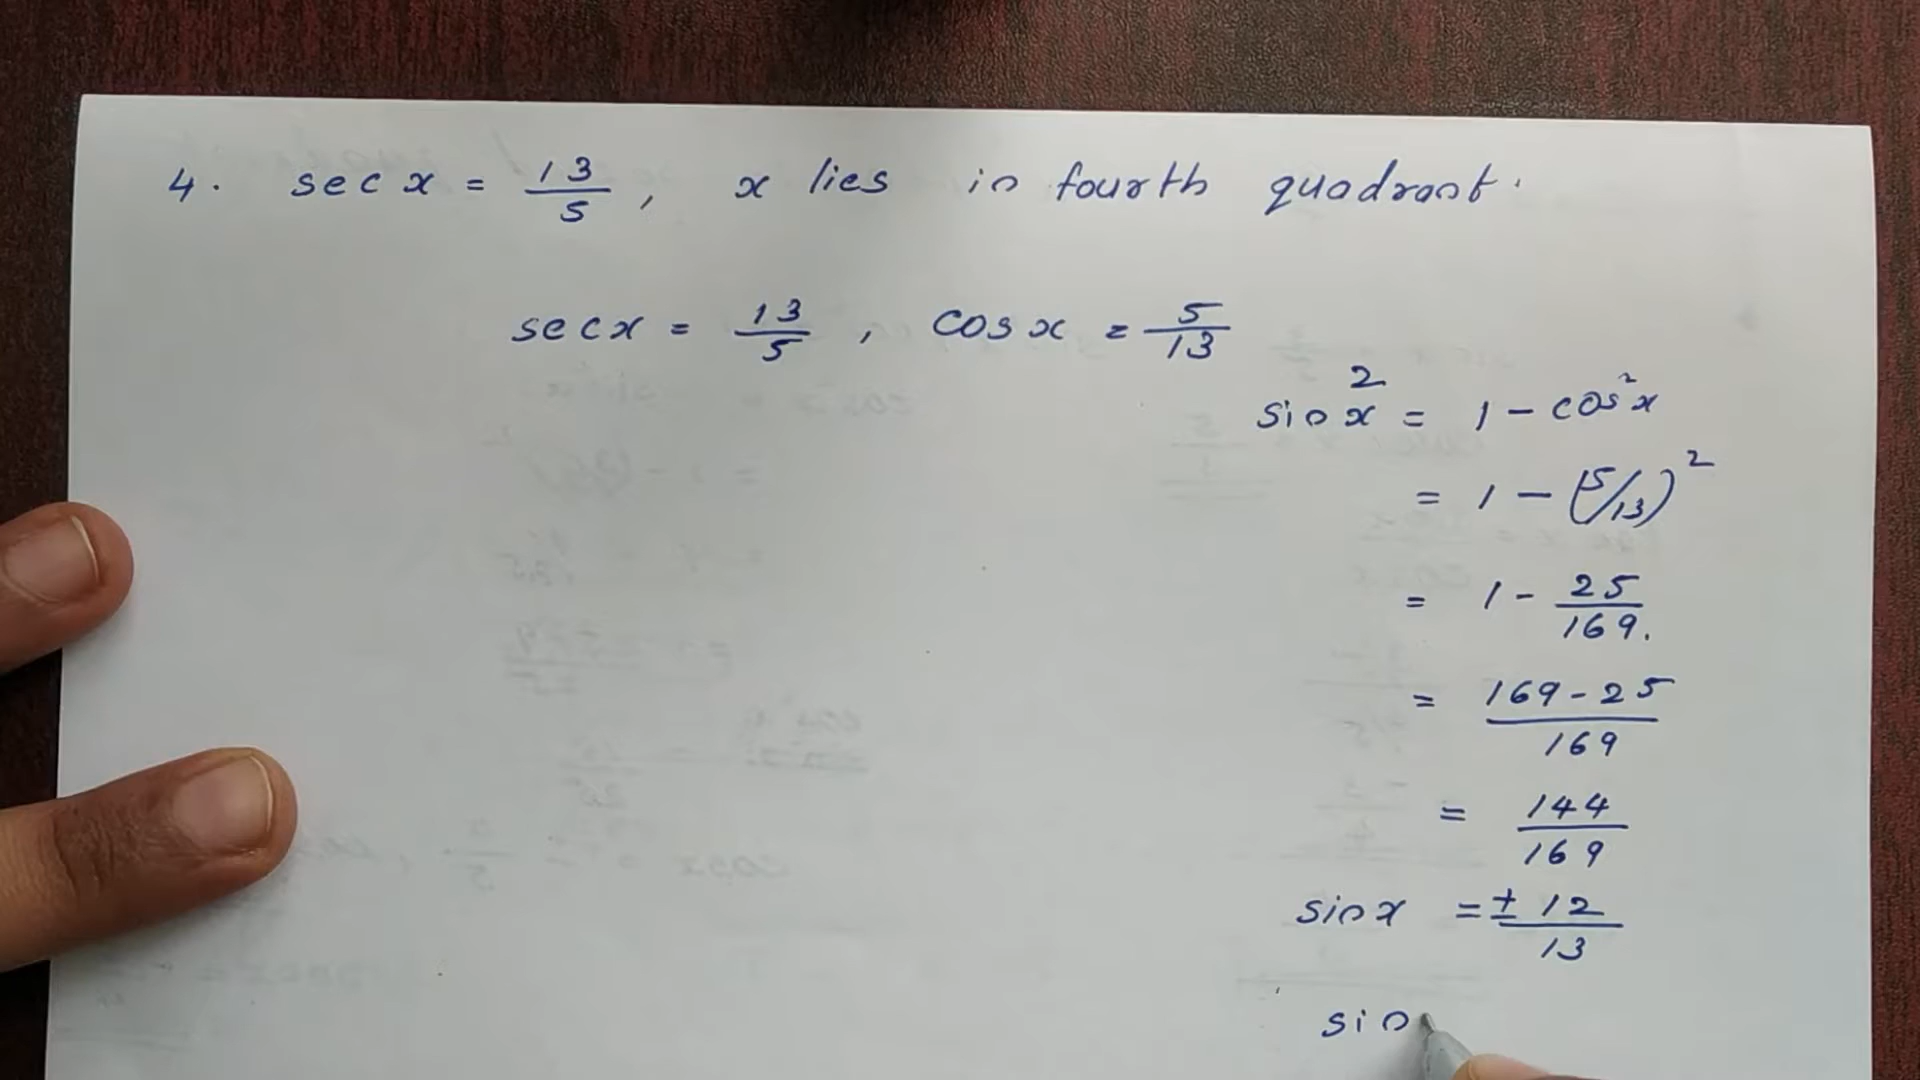 4. sec x = 13/5, x lies in fourth quadrant.
sec x = 13/5, cos x = 5/13
sin²x = 1 - cos²x
= 1 - (5/13)²
= 1 - 25/169.
= 169 - 25/169
= 144/169
sin x = ± 12/13
sin